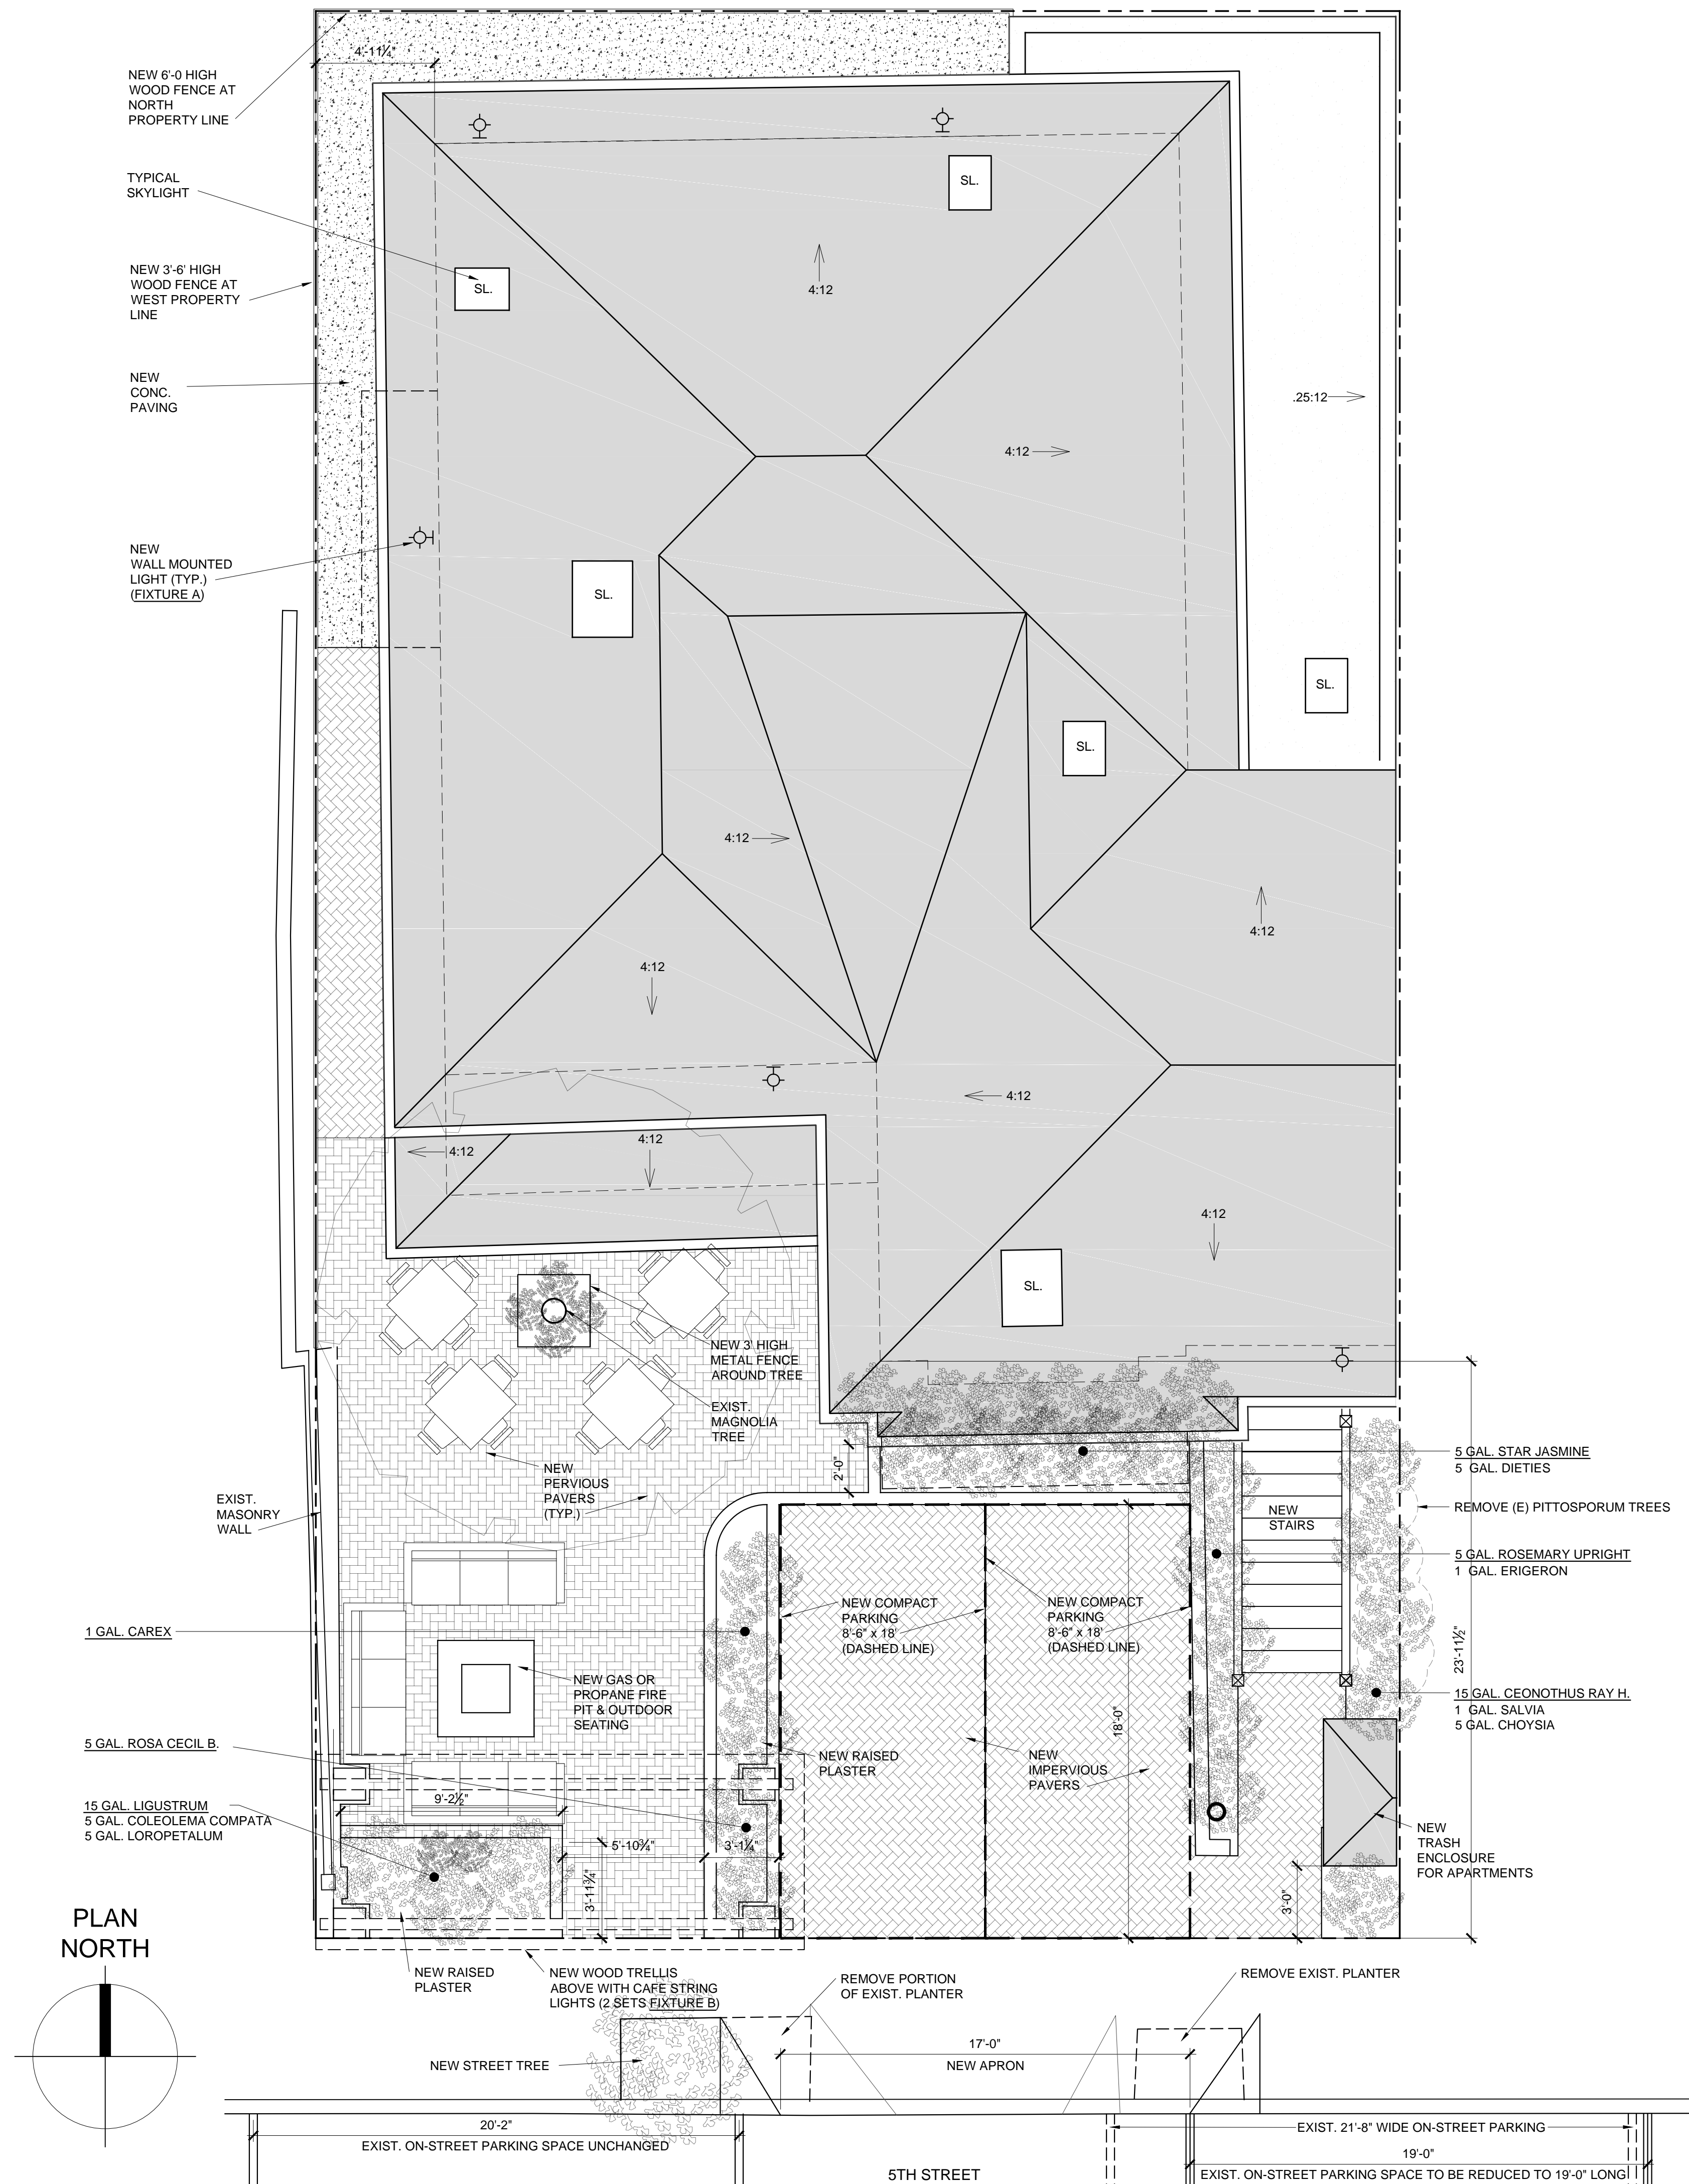 4'-11¼"
NEW 6'-0 HIGH
WOOD FENCE AT
NORTH
PROPERTY LINE
TYPICAL
SKYLIGHT
SL.
NEW 3'-6' HIGH
WOOD FENCE AT
WEST PROPERTY
LINE
SL.
4:12
NEW
CONC.
PAVING
.25:12
4:12
NEW
WALL MOUNTED
LIGHT (TYP.)
(FIXTURE A)
SL.
SL.
SL.
4:12
4:12
4:12
4:12
4:12
4:12
4:12
SL.
NEW 3' HIGH
METAL FENCE
AROUND TREE
EXIST.
MAGNOLIA
TREE
NEW
PERVIOUS
PAVERS
(TYP.)
2'-0"
5 GAL. STAR JASMINE
5 GAL. DIETIES
EXIST.
MASONRY
WALL
NEW
STAIRS
REMOVE (E) PITTOSPORUM TREES
5 GAL. ROSEMARY UPRIGHT
1 GAL. ERIGERON
NEW COMPACT
PARKING
8'-6" x 18'
(DASHED LINE)
NEW COMPACT
PARKING
8'-6" x 18'
(DASHED LINE)
1 GAL. CAREX
23'-11½"
NEW GAS OR
PROPANE FIRE
PIT & OUTDOOR
SEATING
15 GAL. CEONOTHUS RAY H.
1 GAL. SALVIA
5 GAL. CHOYSIA
18'-0"
5 GAL. ROSA CECIL B.
NEW RAISED
PLASTER
NEW
IMPERVIOUS
PAVERS
9'-2½"
15 GAL. LIGUSTRUM
5 GAL. COLEOLEMA COMPATA
5 GAL. LOROPETALUM
5'-10¾"
3'-1¼"
3'-11¾"
NEW
TRASH
ENCLOSURE
FOR APARTMENTS
3'-0"
PLAN
NORTH
NEW RAISED
PLASTER
NEW WOOD TRELLIS
ABOVE WITH CAFE STRING
LIGHTS (2 SETS FIXTURE B)
REMOVE PORTION
OF EXIST. PLANTER
REMOVE EXIST. PLANTER
NEW STREET TREE
17'-0"
NEW APRON
20'-2"
EXIST. ON-STREET PARKING SPACE UNCHANGED
EXIST. 21'-8" WIDE ON-STREET PARKING
19'-0"
5TH STREET
EXIST. ON-STREET PARKING SPACE TO BE REDUCED TO 19'-0" LONG